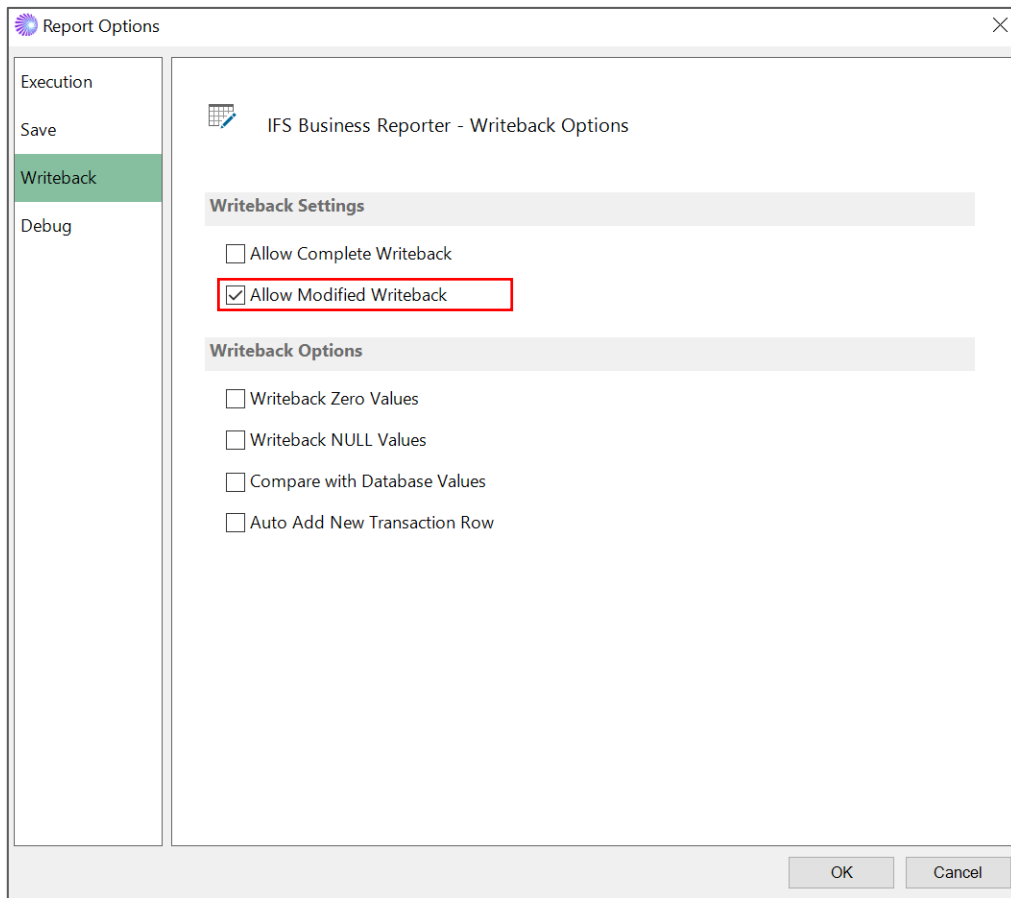 Report Options
Execution
Save
Writeback
Debug
IFS Business Reporter - Writeback Options
Writeback Settings
Allow Complete Writeback
Allow Modified Writeback
Writeback Options
Writeback Zero Values
Writeback NULL Values
Compare with Database Values
Auto Add New Transaction Row
OK
Cancel